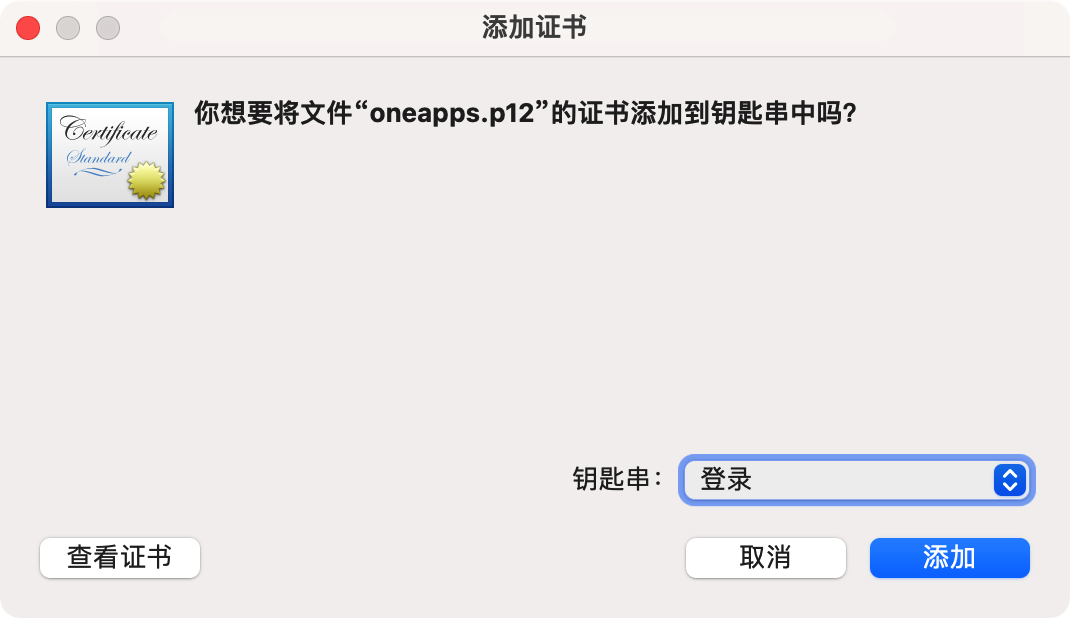 添加证书
Certificate
Standard
你想要将文件“oneapps.p12”的证书添加到钥匙串中吗？
钥匙串： 登录
查看证书 取消 添加